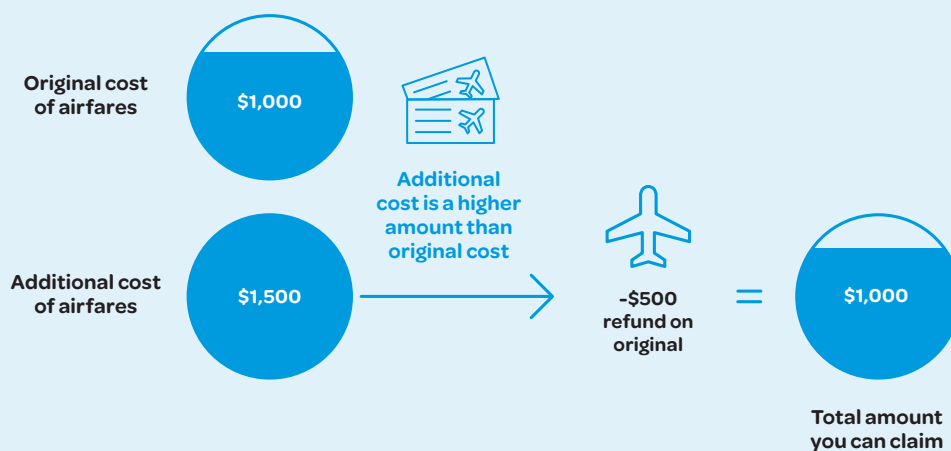 Original cost
of airfares
$1,000
Additional
cost is a higher
amount than
original cost
Additional cost
of airfares
$1,500
-$500
refund on
original
=
$1,000
Total amount
you can claim